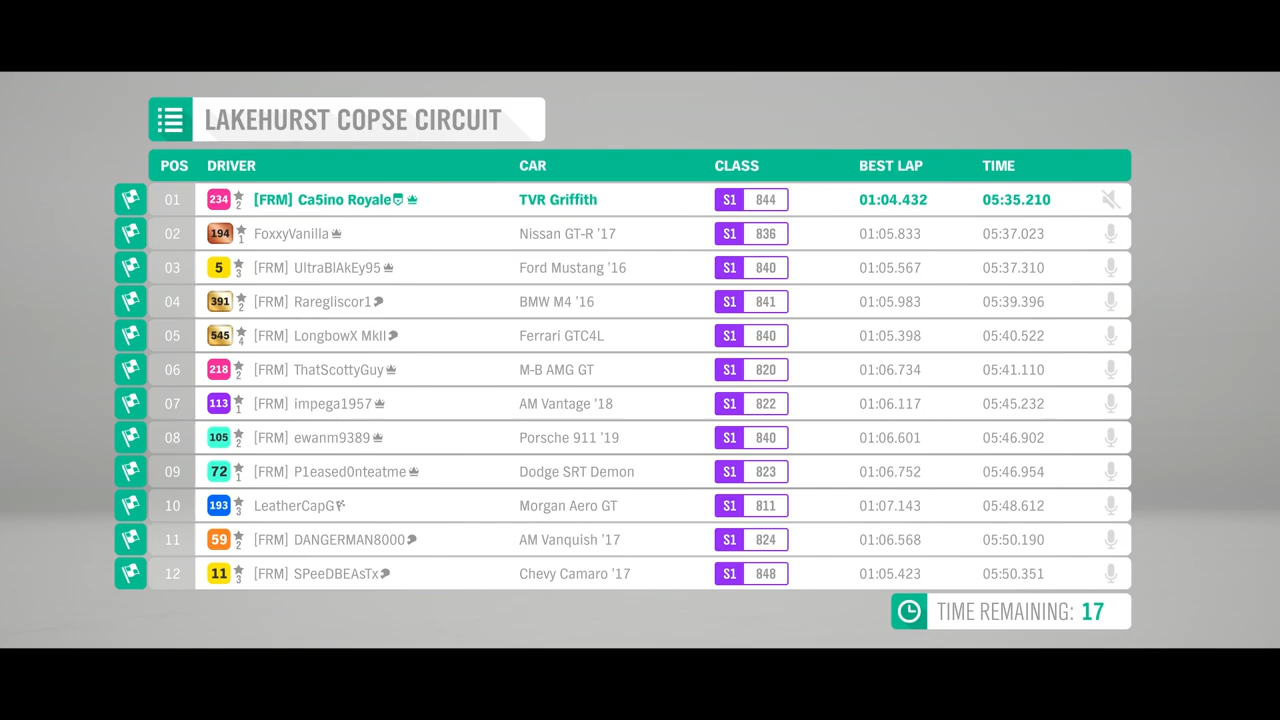 LAKEHURST COPSE CIRCUIT
POS DRIVER CAR CLASS BEST LAP TIME
01 234 2 [FRM] Ca5ino Royale TVR Griffith S1 844 01:04.432 05:35.210
02 194 1 FoxxyVanilla Nissan GT-R '17 S1 836 01:05.833 05:37.023
03 5 3 [FRM] UltraBlAkEy95 Ford Mustang '16 S1 840 01:05.567 05:37.310
04 391 2 [FRM] Raregliscor1 BMW M4 '16 S1 841 01:05.983 05:39.396
05 545 4 [FRM] LongbowX MkII Ferrari GTC4L S1 840 01:05.398 05:40.522
06 218 2 [FRM] ThatScottyGuy M-B AMG GT S1 820 01:06.734 05:41.110
07 113 1 [FRM] impega1957 AM Vantage '18 S1 822 01:06.117 05:45.232
08 105 2 [FRM] ewanm9389 Porsche 911 '19 S1 840 01:06.601 05:46.902
09 72 1 [FRM] P1eased0nteatme Dodge SRT Demon S1 823 01:06.752 05:46.954
10 193 3 LeatherCapG Morgan Aero GT S1 811 01:07.143 05:48.612
11 59 2 [FRM] DANGERMAN8000 AM Vanquish '17 S1 824 01:06.568 05:50.190
12 11 3 [FRM] SPeeDBEAsTx Chevy Camaro '17 S1 848 01:05.423 05:50.351
TIME REMAINING: 17